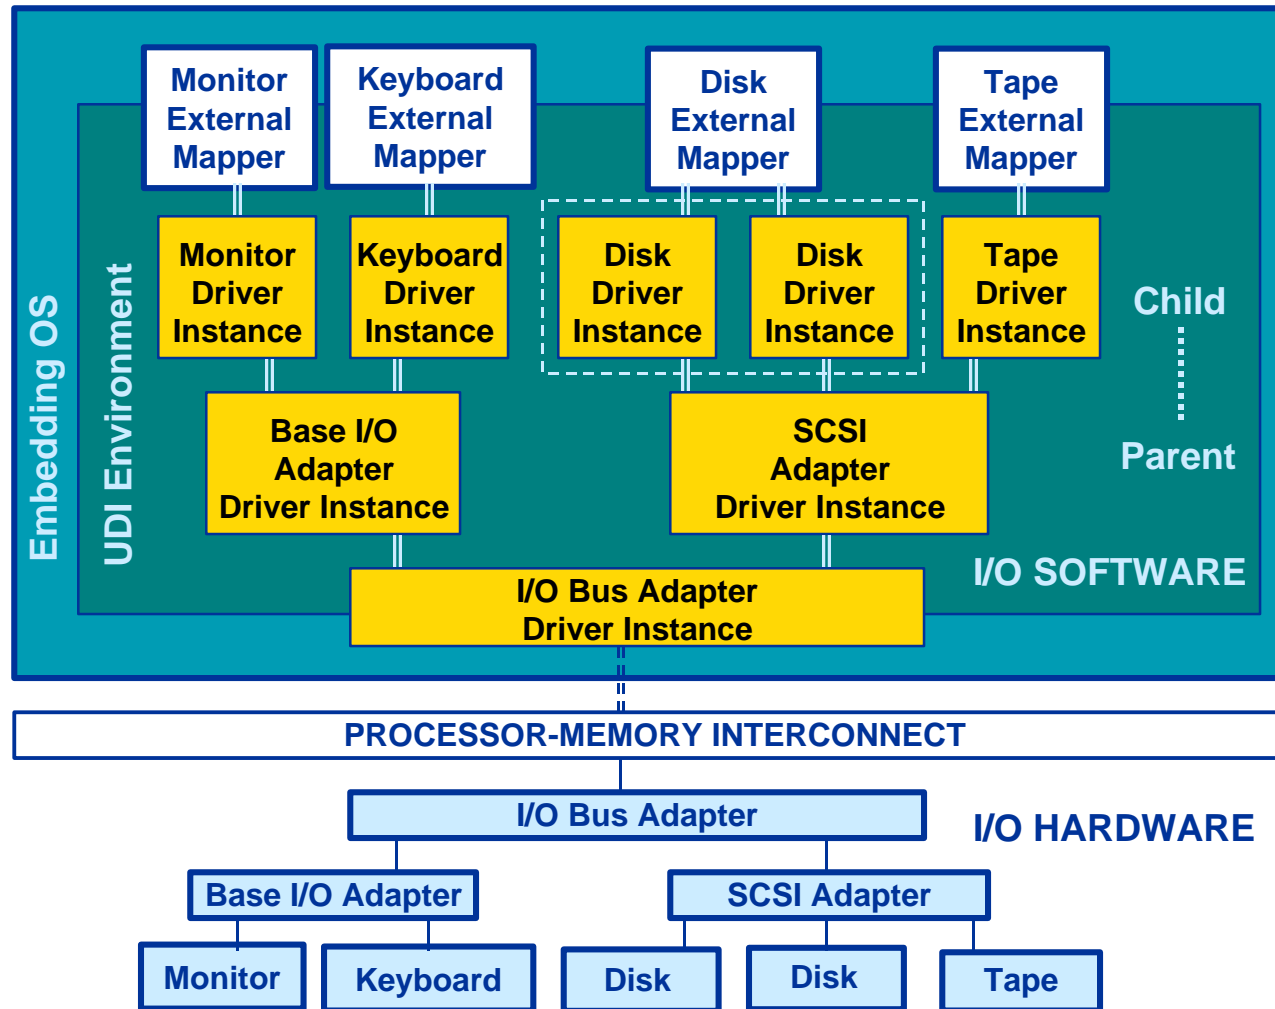 Monitor
External
Mapper
Keyboard
External
Mapper
Disk
External
Mapper
Tape
External
Mapper
Embedding OS
UDI Environment
Monitor
Driver
Instance
Keyboard
Driver
Instance
Disk
Driver
Instance
Disk
Driver
Instance
Tape
Driver
Instance
Child
Parent
Base I/O
Adapter
Driver Instance
SCSI
Adapter
Driver Instance
I/O SOFTWARE
I/O Bus Adapter
Driver Instance
PROCESSOR-MEMORY INTERCONNECT
I/O Bus Adapter
I/O HARDWARE
Base I/O Adapter
SCSI Adapter
Monitor
Keyboard
Disk
Disk
Tape